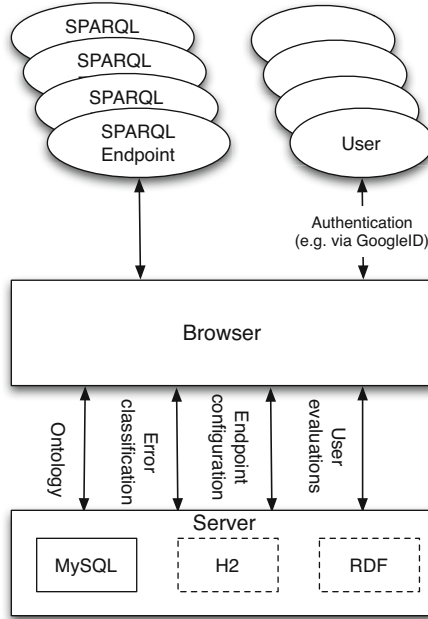 SPARQL
SPARQL
SPARQL
SPARQL
Endpoint
User
Authentication
(e.g. via GoogleID)
Browser
Ontology
Error
classification
Endpoint
configuration
User
evaluations
Server
MySQL
H2
RDF